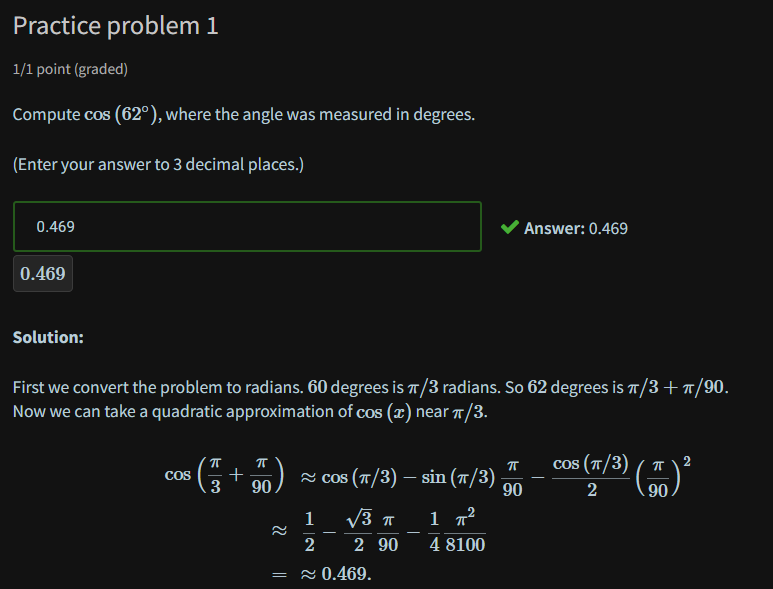 Practice problem 1
1/1 point (graded)
Compute cos (62°), where the angle was measured in degrees.
(Enter your answer to 3 decimal places.)
0.469
✔ Answer: 0.469
0.469
Solution:
First we convert the problem to radians. 60 degrees is π/3 radians. So 62 degrees is π/3 + π/90.
Now we can take a quadratic approximation of cos (x) near π/3.
cos (π/3 + π/90) ≈ cos (π/3) − sin (π/3) π/90 − cos (π/3)/2 (π/90)²
≈ 1/2 − √3/2 π/90 − 1/4 π²/8100
= ≈ 0.469.